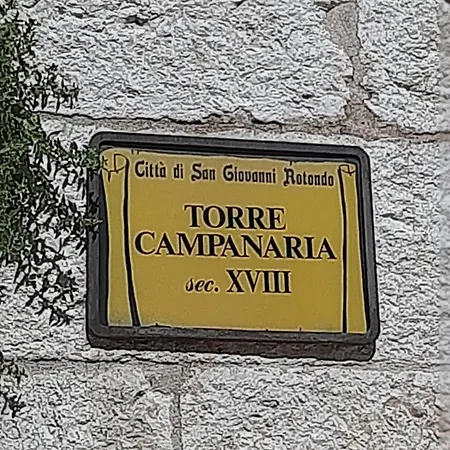 Città di San Giovanni Rotondo
TORRE
CAMPANARIA
sec. XVIII